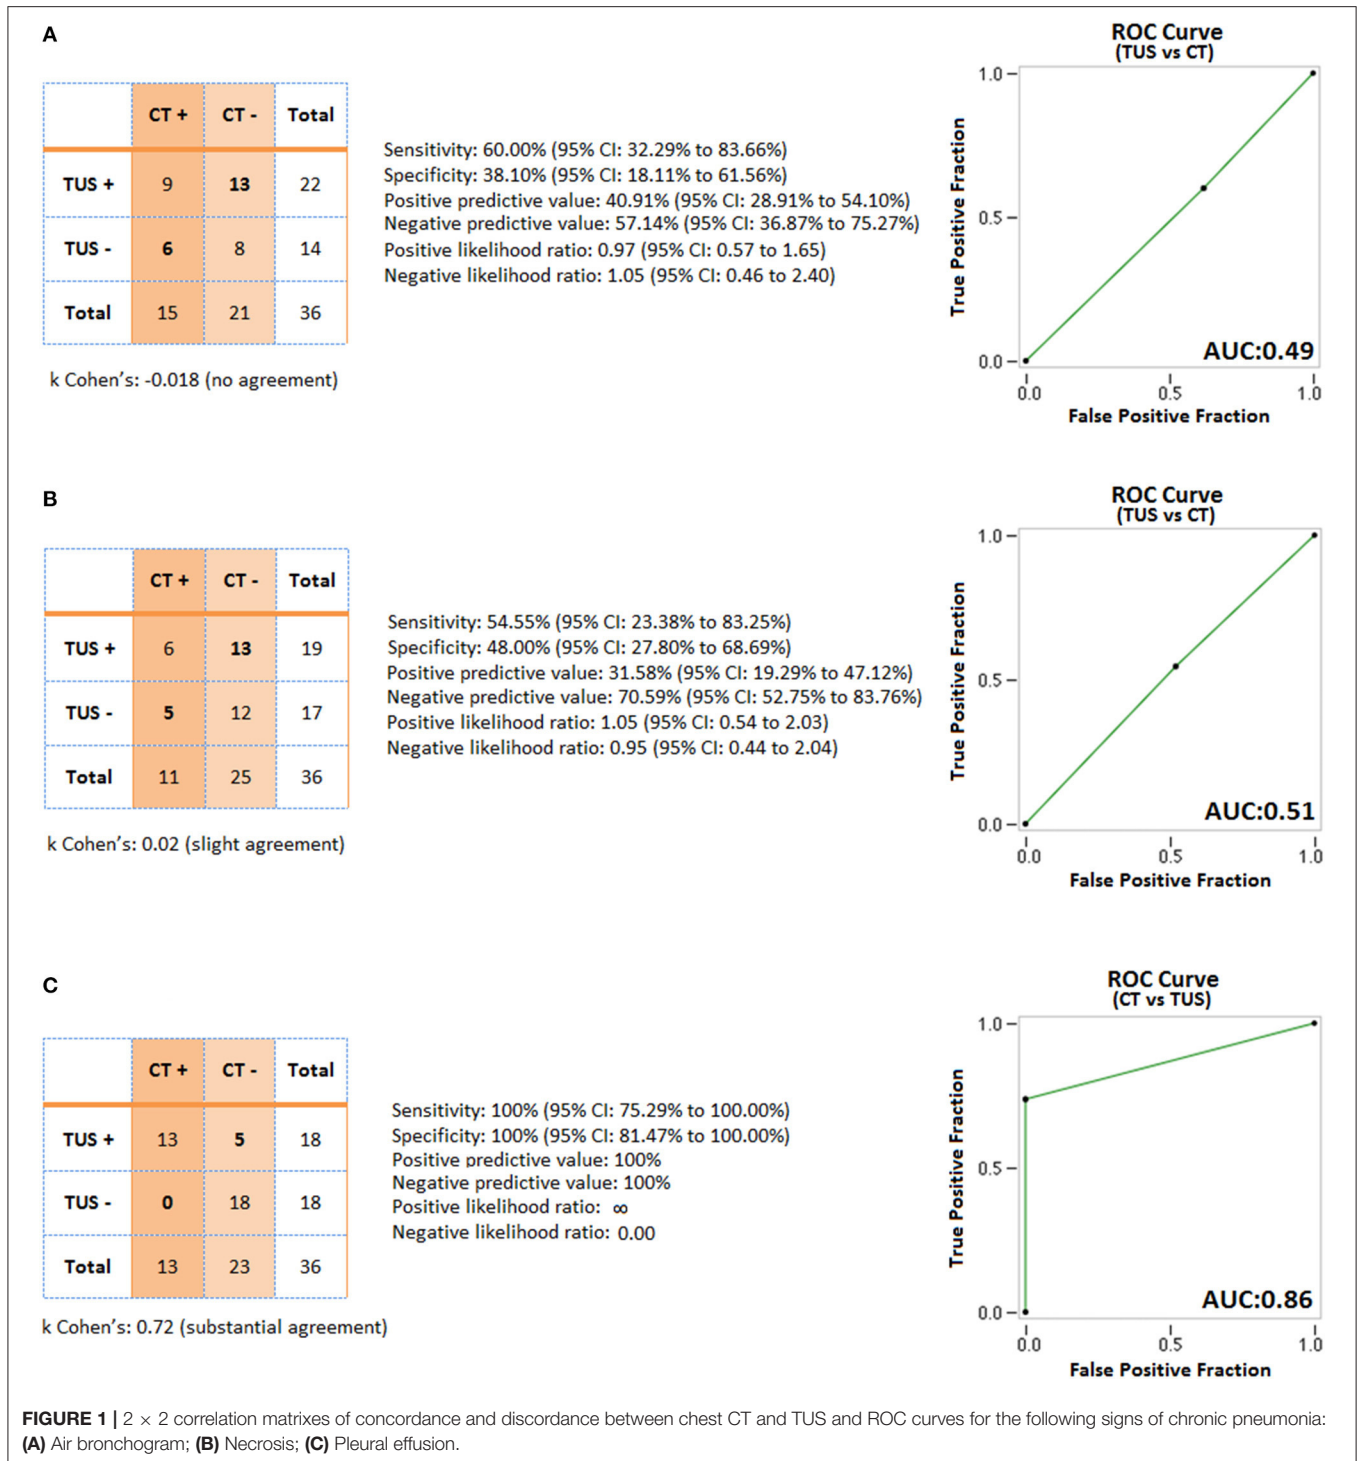 A
CT + CT - Total
TUS + 9 13 22
TUS - 6 8 14
Total 15 21 36
k Cohen's: -0.018 (no agreement)
Sensitivity: 60.00% (95% CI: 32.29% to 83.66%)
Specificity: 38.10% (95% CI: 18.11% to 61.56%)
Positive predictive value: 40.91% (95% CI: 28.91% to 54.10%)
Negative predictive value: 57.14% (95% CI: 36.87% to 75.27%)
Positive likelihood ratio: 0.97 (95% CI: 0.57 to 1.65)
Negative likelihood ratio: 1.05 (95% CI: 0.46 to 2.40)
ROC Curve
(TUS vs CT)
True Positive Fraction
1.0
0.5
0.0
AUC:0.49
0.0 0.5 1.0
False Positive Fraction
B
CT + CT - Total
TUS + 6 13 19
TUS - 5 12 17
Total 11 25 36
k Cohen's: 0.02 (slight agreement)
Sensitivity: 54.55% (95% CI: 23.38% to 83.25%)
Specificity: 48.00% (95% CI: 27.80% to 68.69%)
Positive predictive value: 31.58% (95% CI: 19.29% to 47.12%)
Negative predictive value: 70.59% (95% CI: 52.75% to 83.76%)
Positive likelihood ratio: 1.05 (95% CI: 0.54 to 2.03)
Negative likelihood ratio: 0.95 (95% CI: 0.44 to 2.04)
ROC Curve
(TUS vs CT)
True Positive Fraction
1.0
0.5
0.0
AUC:0.51
0.0 0.5 1.0
False Positive Fraction
C
CT + CT - Total
TUS + 13 5 18
TUS - 0 18 18
Total 13 23 36
k Cohen's: 0.72 (substantial agreement)
Sensitivity: 100% (95% CI: 75.29% to 100.00%)
Specificity: 100% (95% CI: 81.47% to 100.00%)
Positive predictive value: 100%
Negative predictive value: 100%
Positive likelihood ratio: ∞
Negative likelihood ratio: 0.00
ROC Curve
(CT vs TUS)
True Positive Fraction
1.0
0.5
0.0
AUC:0.86
0.0 0.5 1.0
False Positive Fraction
FIGURE 1 | 2 × 2 correlation matrixes of concordance and discordance between chest CT and TUS and ROC curves for the following signs of chronic pneumonia:
(A) Air bronchogram; (B) Necrosis; (C) Pleural effusion.